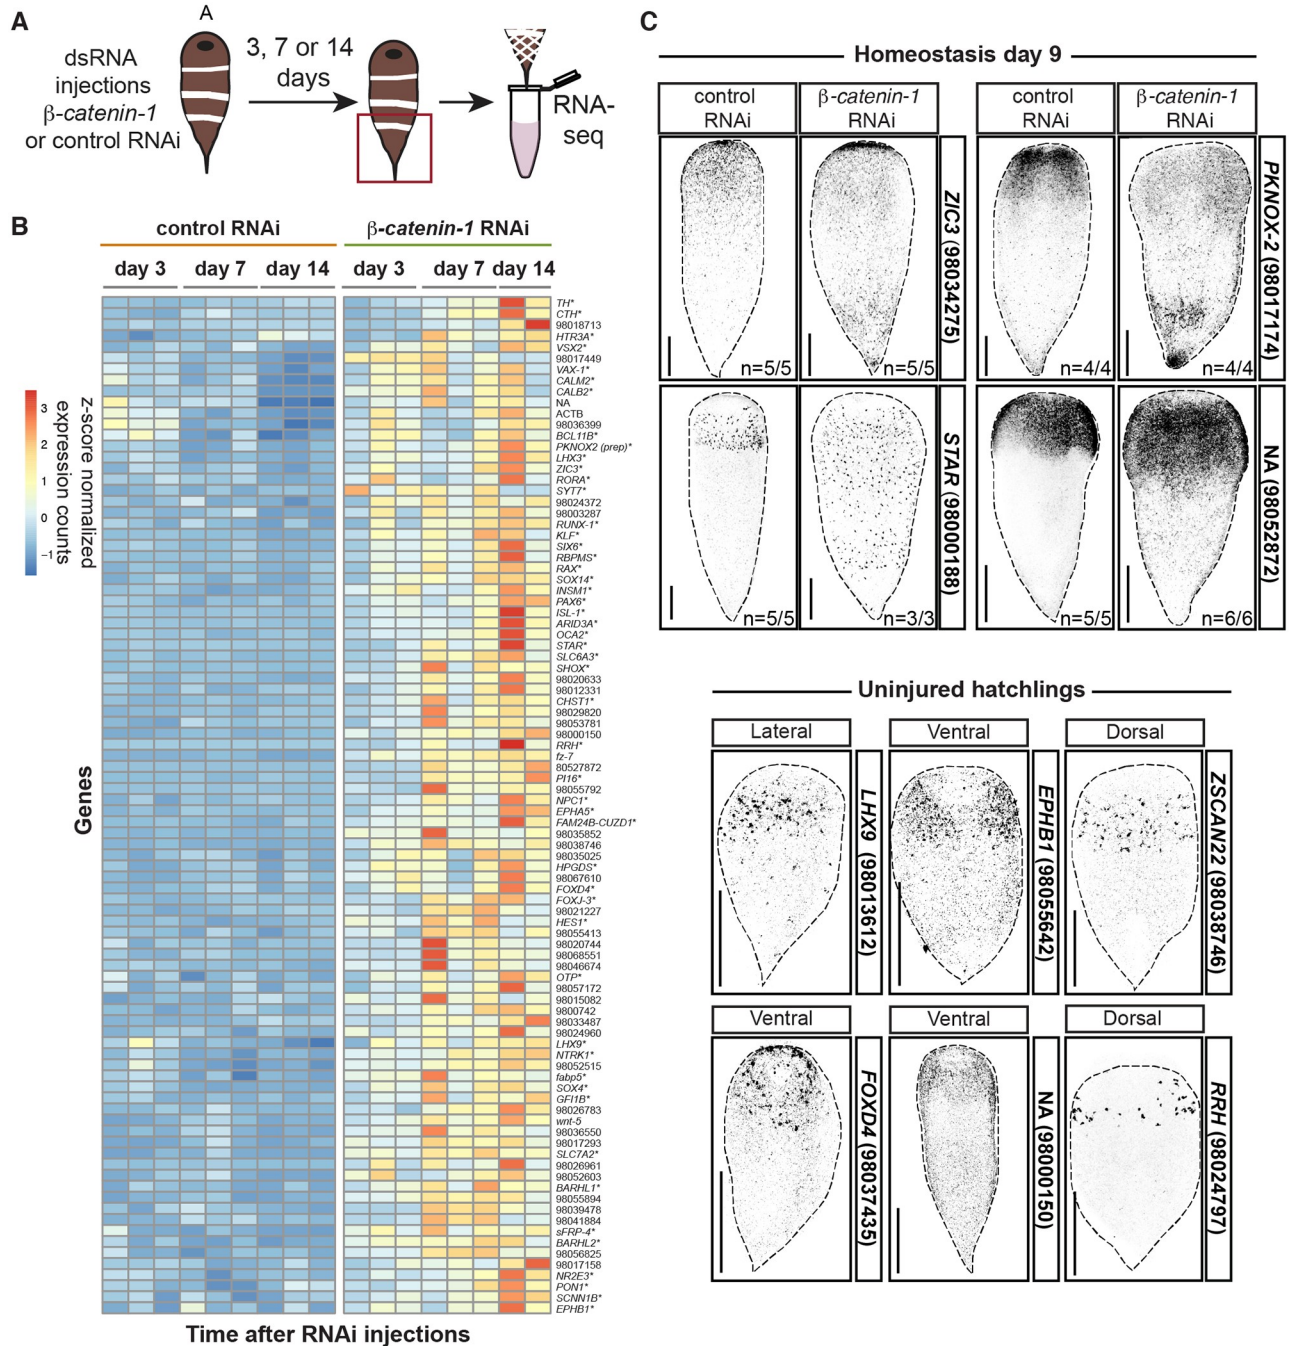 A
A
dsRNA
injections
β-catenin-1
or control RNAi
3, 7 or 14
days
RNA-
seq
B
control RNAi
β-catenin-1 RNAi
day 3
day 7
day 14
day 3
day 7
day 14
z-score normalized
expression counts
3
2
1
0
−1
Genes
TH*
CTH*
98018713
HTR3A*
VSX2*
98017449
VAX-1*
CALM2*
CALB2*
NA
ACTB
98036399
BCL11B*
PKNOX2 (prep)*
LHX3*
ZIC3*
RORA*
SYT7*
98024372
98003287
RUNX-1*
KLF*
SIX6*
RBPMS*
RAX*
SOX14*
INSM1*
PAX6*
ISL-1*
ARID3A*
OCA2*
STAR*
SLC6A3*
SHOX*
98020633
98012331
CHST1*
98029820
98053781
98000150
RRH*
fz-7
80527872
PI16*
98055792
NPC1*
EPHA5*
FAM24B-CUZD1*
98035852
98038746
98035025
HPGDS*
98067610
FOXD4*
FOXJ-3*
98021227
HES1*
98055413
98020744
98068551
98046674
OTP*
98057172
98015082
9800742
98033487
98024960
LHX9*
NTRK1*
98052515
fabp5*
SOX4*
GFI1B*
98026783
wnt-5
98036550
98017293
SLC7A2*
98026961
98052603
BARHL1*
98055894
98039478
98041884
sFRP-4*
BARHL2*
98056825
98017158
NR2E3*
PON1*
SCNN1B*
EPHB1*
Time after RNAi injections
C
Homeostasis day 9
control
RNAi
β-catenin-1
RNAi
control
RNAi
β-catenin-1
RNAi
n=5/5
n=5/5
ZIC3 (98034275)
n=4/4
n=4/4
PKNOX-2 (98017174)
n=5/5
n=3/3
STAR (98000188)
n=5/5
n=6/6
NA (98052872)
Uninjured hatchlings
Lateral
Ventral
Dorsal
LHX9 (98013612)
EPHB1 (98055642)
ZSCAN22 (98038746)
Ventral
Ventral
Dorsal
FOXD4 (98037435)
NA (98000150)
RRH (98024797)